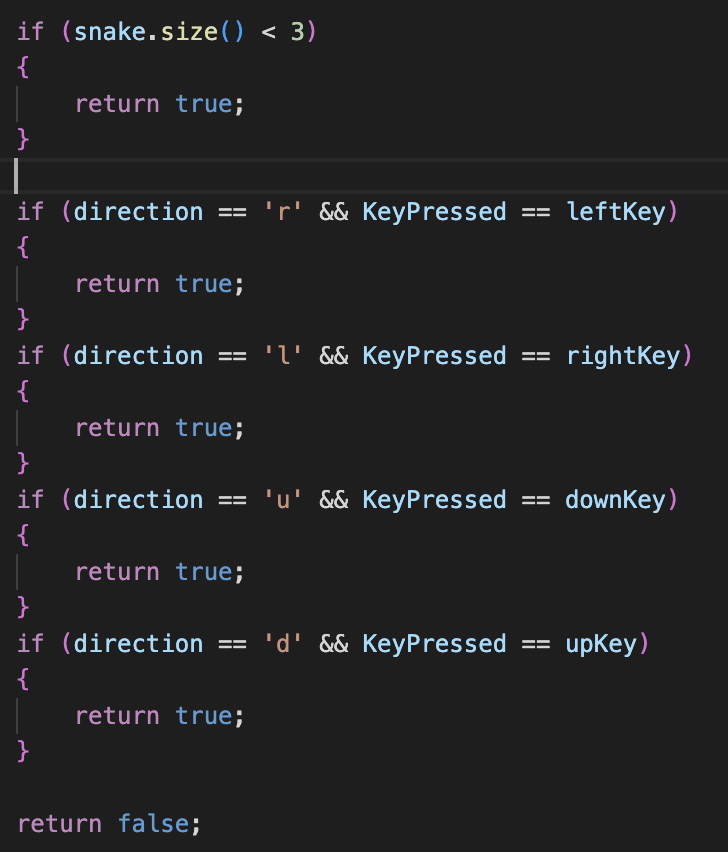 if (snake.size() < 3)
{
    return true;
}

if (direction == 'r' && KeyPressed == leftKey)
{
    return true;
}
if (direction == 'l' && KeyPressed == rightKey)
{
    return true;
}
if (direction == 'u' && KeyPressed == downKey)
{
    return true;
}
if (direction == 'd' && KeyPressed == upKey)
{
    return true;
}

return false;